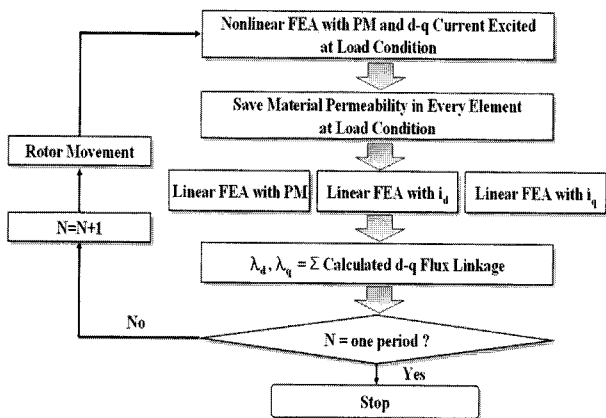 Nonlinear FEA with PM and d-q Current Excited
at Load Condition
Save Material Permeability in Every Element
at Load Condition
Rotor Movement
Linear FEA with PM
Linear FEA with i_d
Linear FEA with i_q
N=N+1
λ_d, λ_q = Σ Calculated d-q Flux Linkage
No
N = one period ?
Yes
Stop